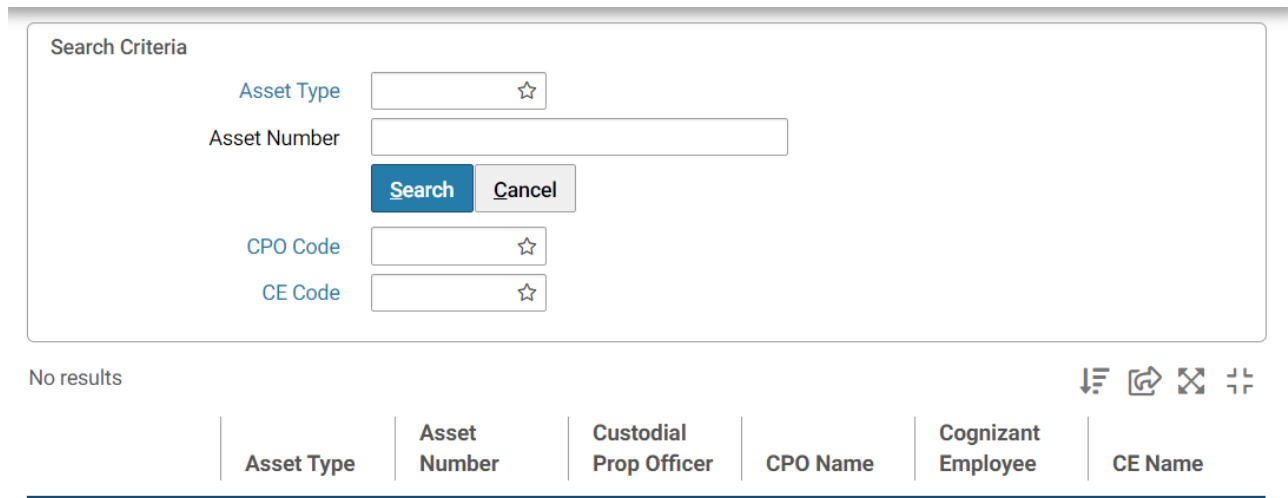 Search Criteria
Asset Type
Asset Number
Search Cancel
CPO Code
CE Code
No results
Asset Type Asset Number Custodial Prop Officer CPO Name Cognizant Employee CE Name